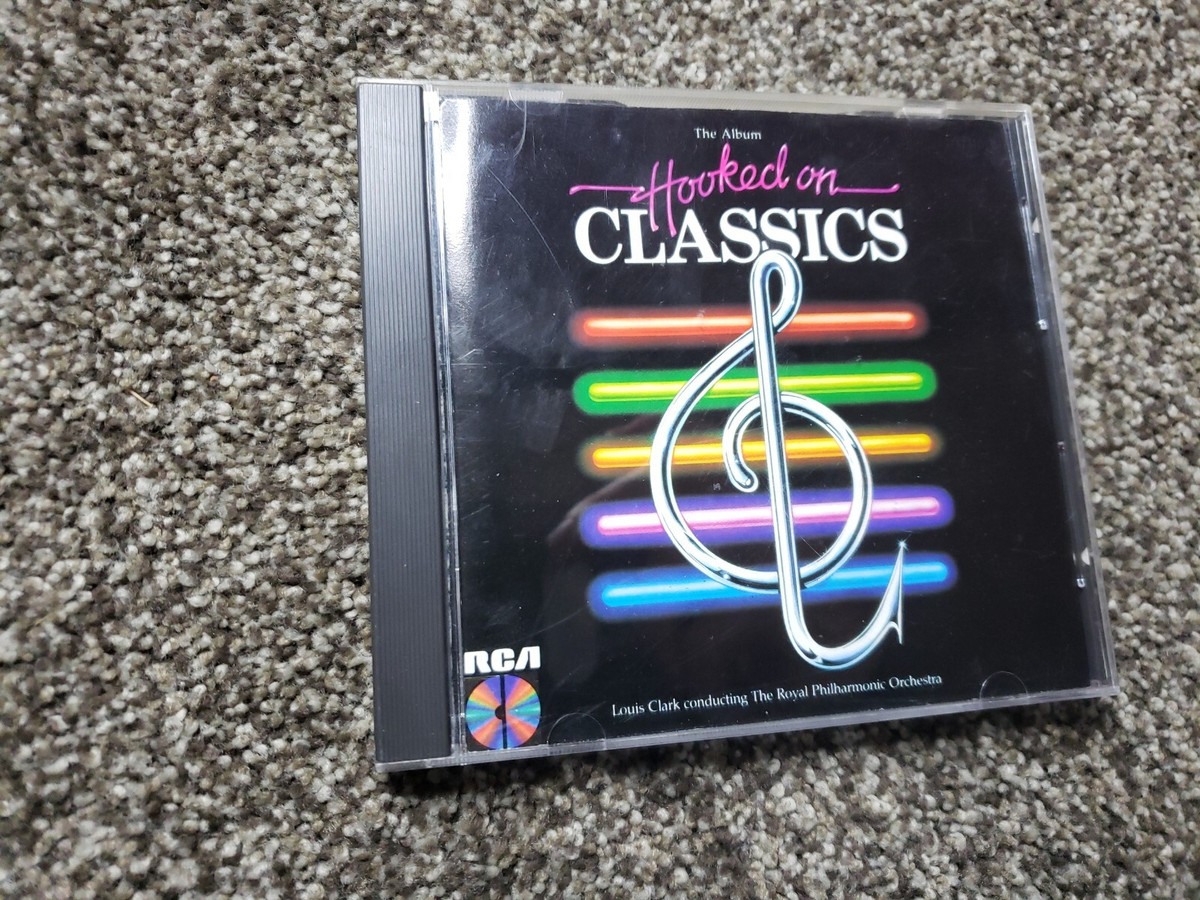 The Album
Hooked on
CLASSICS
RCA
Louis Clark conducting The Royal Philharmonic Orchestra